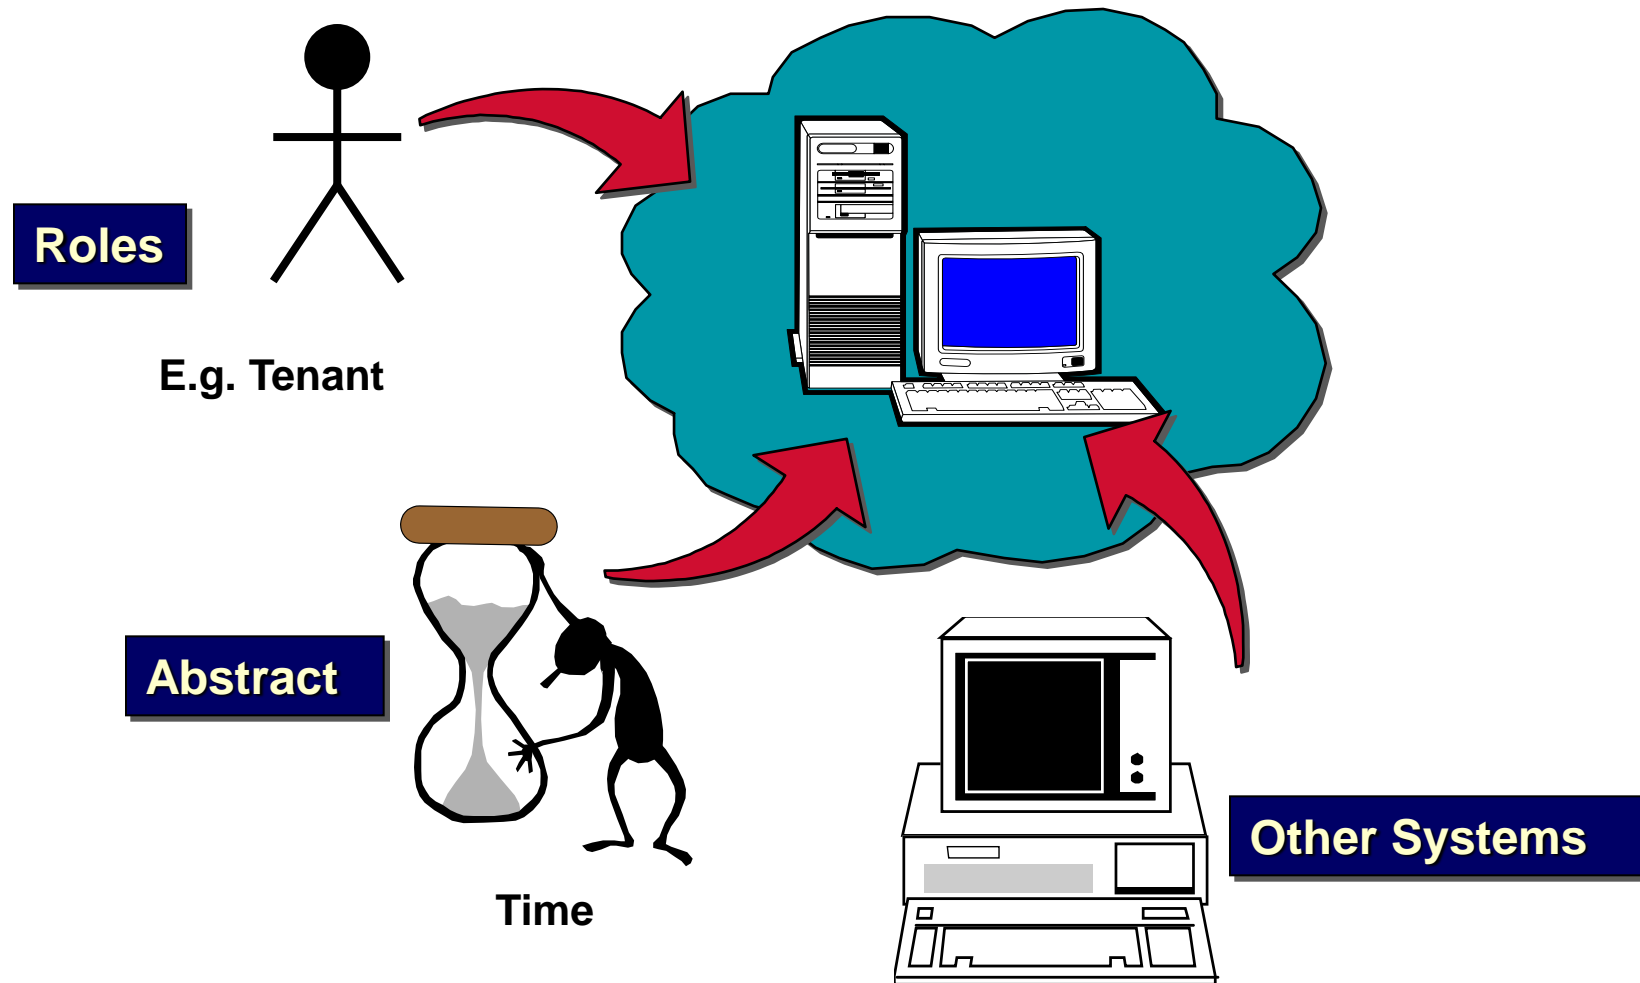 Roles
E.g. Tenant
Abstract
Time
Other Systems